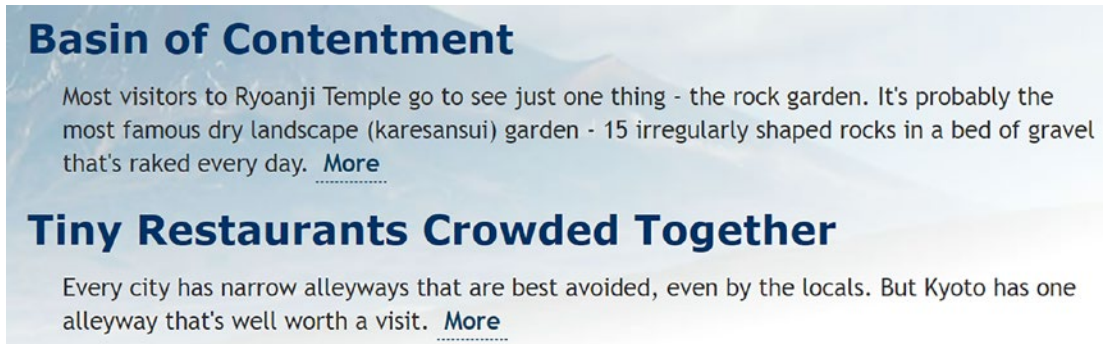 Basin of Contentment
Most visitors to Ryoanji Temple go to see just one thing - the rock garden. It's probably the
most famous dry landscape (karesansui) garden - 15 irregularly shaped rocks in a bed of gravel
that's raked every day. More
Tiny Restaurants Crowded Together
Every city has narrow alleyways that are best avoided, even by the locals. But Kyoto has one
alleyway that's well worth a visit. More